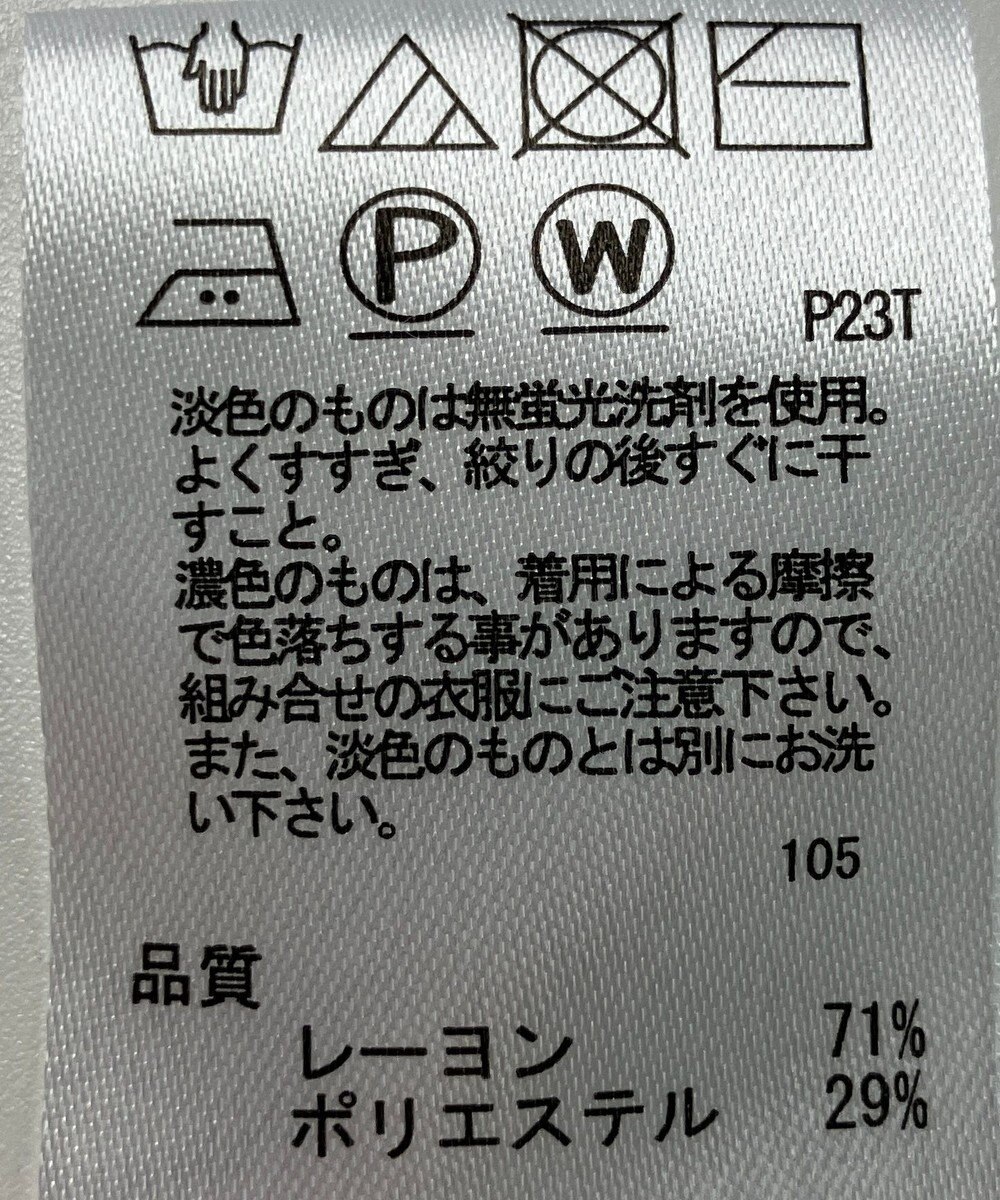 P W
P23T
淡色のものは無蛍光洗剤を使用。
よくすすぎ、絞りの後すぐに干
すこと。
濃色のものは、着用による摩擦
で色落ちする事がありますので、
組み合せの衣服にご注意下さい。
また、淡色のものとは別にお洗
い下さい。
105
品質
レーヨン 71%
ポリエステル 29%